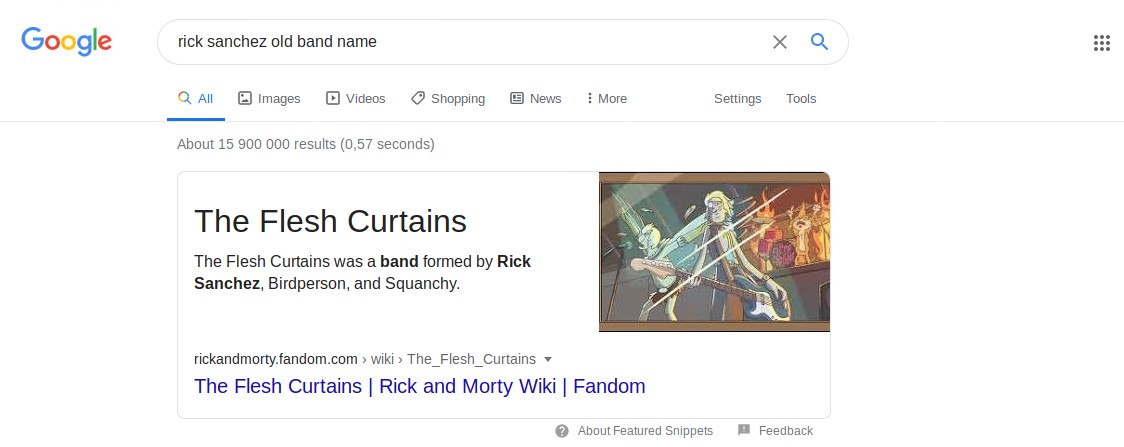 Google
rick sanchez old band name
All Images Videos Shopping News More Settings Tools
About 15 900 000 results (0,57 seconds)
The Flesh Curtains
The Flesh Curtains was a band formed by Rick
Sanchez, Birdperson, and Squanchy.
rickandmorty.fandom.com › wiki › The_Flesh_Curtains
The Flesh Curtains | Rick and Morty Wiki | Fandom
About Featured Snippets Feedback